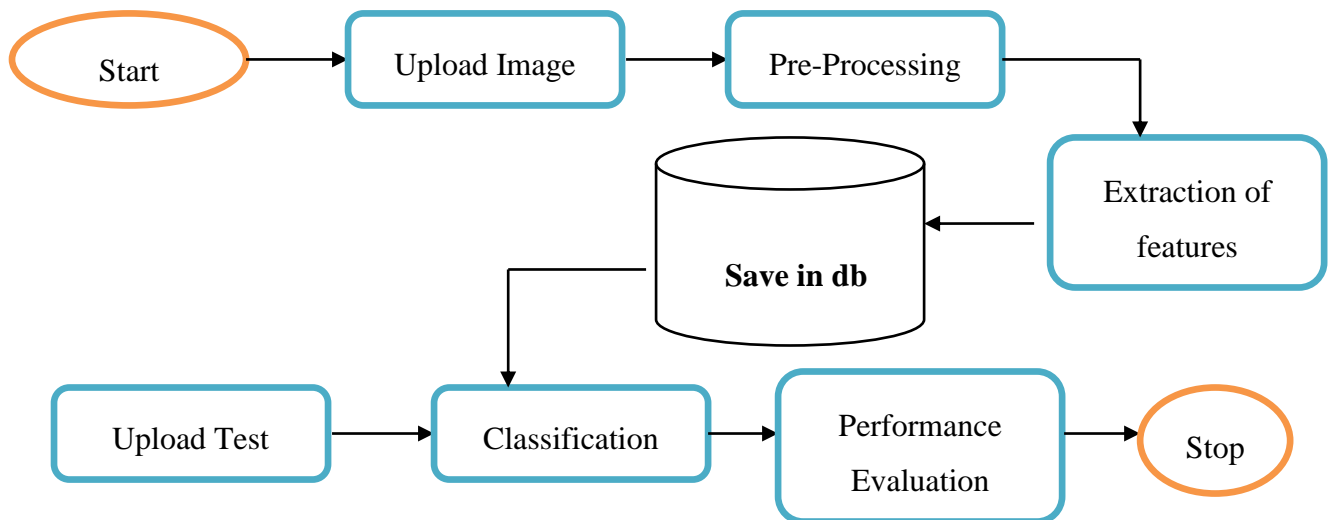 Start
Upload Image
Pre-Processing
Extraction of
features
Save in db
Upload Test
Classification
Performance
Evaluation
Stop